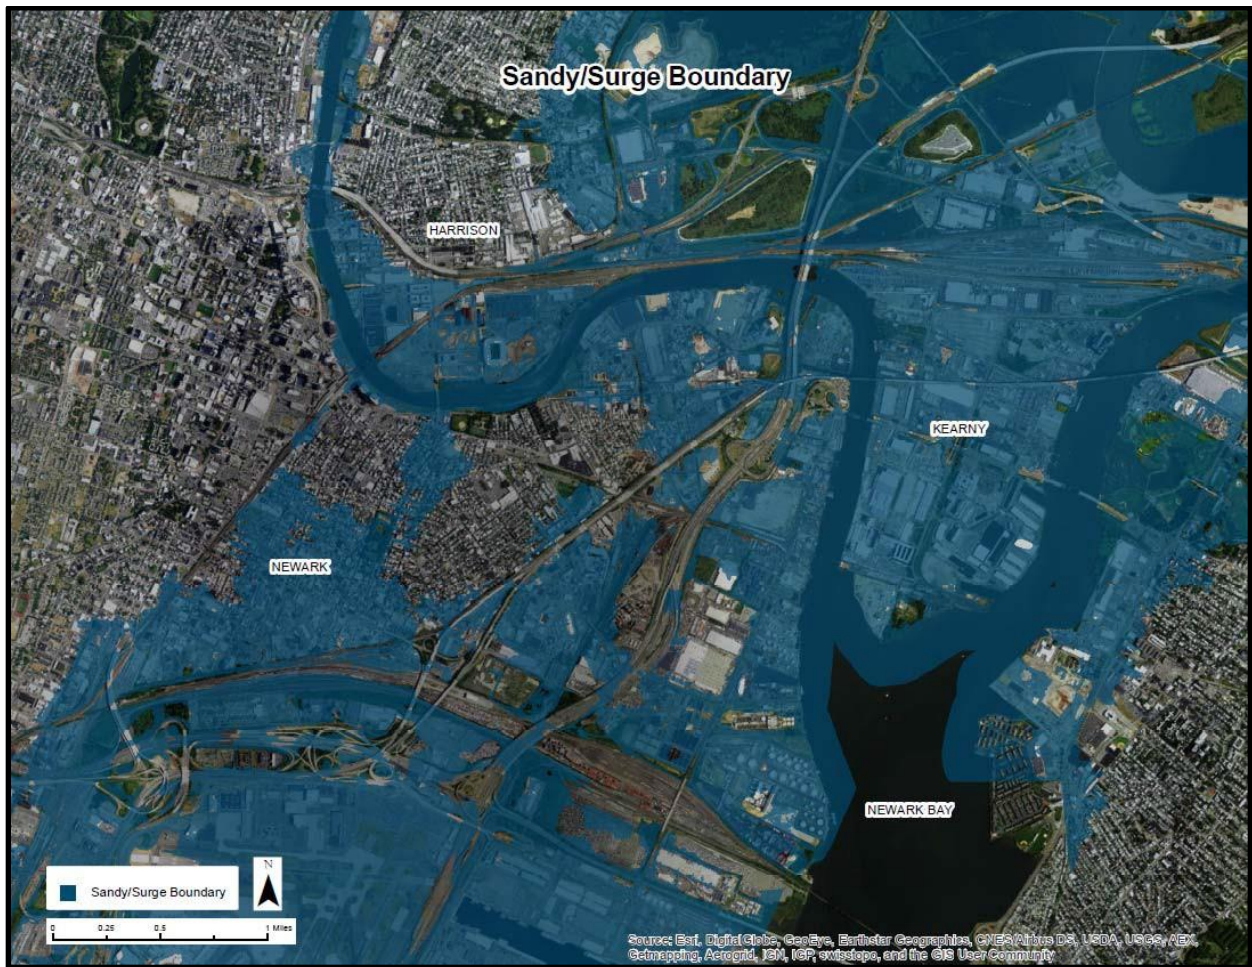 Sandy/Surge Boundary
HARRISON
KEARNY
NEWARK
NEWARK BAY
Sandy/Surge Boundary
N
0 0.25 0.5 1 Miles
Source: Esri, DigitalGlobe, GeoEye, Earthstar Geographics, CNES/Airbus DS, USDA, USGS, AEX,
Getmapping, Aerogrid, IGN, IGP, swisstopo, and the GIS User Community